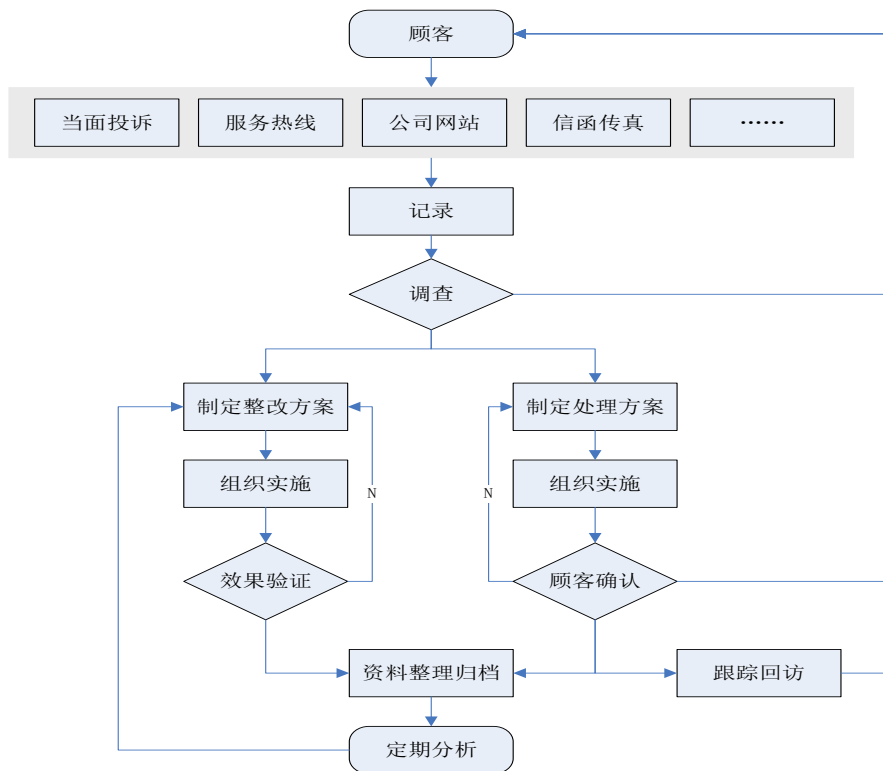 顾客
当面投诉
服务热线
公司网站
信函传真
······
记录
调查
制定整改方案
制定处理方案
组织实施
组织实施
N
N
效果验证
顾客确认
资料整理归档
跟踪回访
定期分析